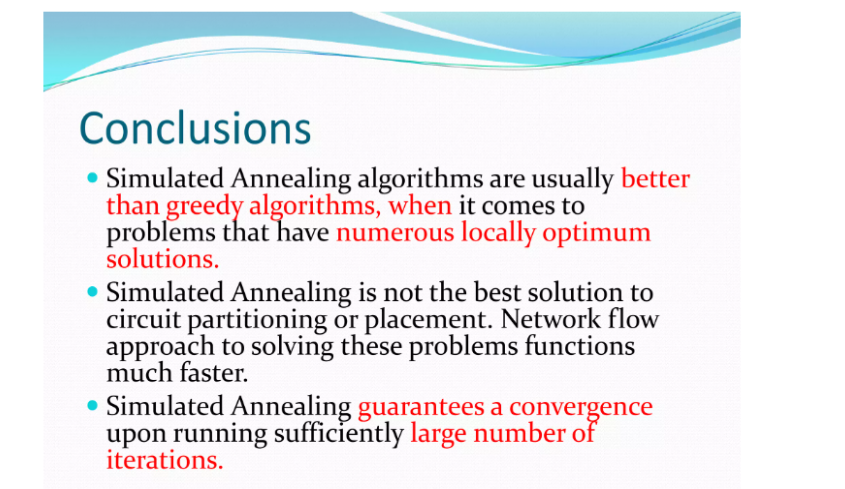 Conclusions
• Simulated Annealing algorithms are usually better
than greedy algorithms, when it comes to
problems that have numerous locally optimum
solutions.
• Simulated Annealing is not the best solution to
circuit partitioning or placement. Network flow
approach to solving these problems functions
much faster.
• Simulated Annealing guarantees a convergence
upon running sufficiently large number of
iterations.